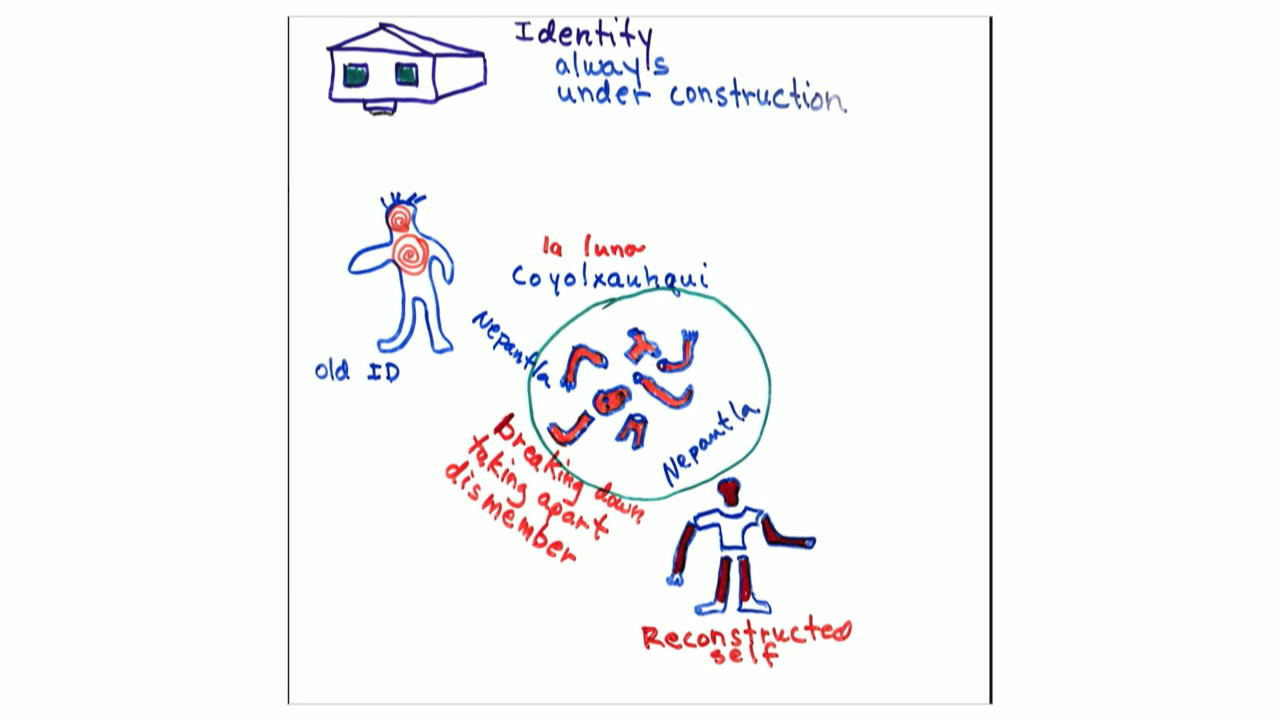 Identity
always
under construction
la luna
Coyolxauhqui
Nepantla
old ID
Nepantla
breaking down
taking apart
dismember
Reconstructed
self